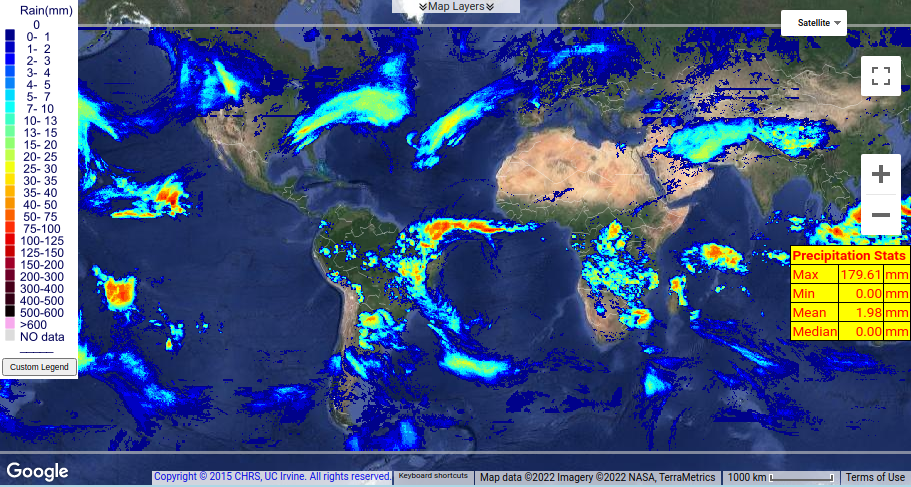 Rain(mm)
0
0- 1
1- 2
2- 3
3- 4
4- 5
5- 7
7- 10
10- 13
13- 15
15- 20
20- 25
25- 30
30- 35
35- 40
40- 50
50- 75
75-100
100-125
125-150
150-200
200-300
300-400
400-500
500-600
>600
NO data
Custom Legend
Map Layers
Satellite
Precipitation Stats
Max 179.61 mm
Min 0.00 mm
Mean 1.98 mm
Median 0.00 mm
Google
Copyright © 2015 CHRS, UC Irvine. All rights reserved.
Keyboard shortcuts
Map data ©2022 Imagery ©2022 NASA, TerraMetrics
1000 km
Terms of Use